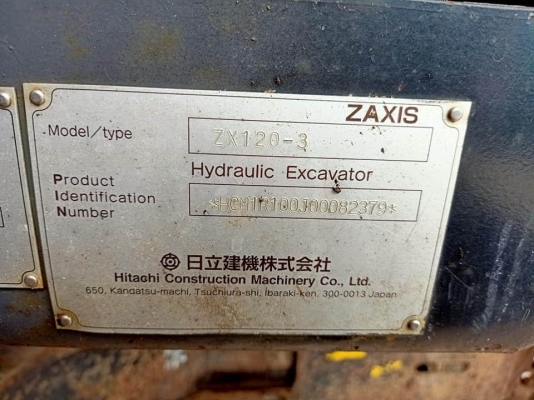 ZAXIS
Model/type ZX120-3
Hydraulic Excavator
Product
Identification *HCM1R100J00082379*
Number
日立建機株式会社
Hitachi Construction Machinery Co., Ltd.
650, Kandatsu-machi, Tsuchiura-shi, Ibaraki-ken, 300-0013 Japan